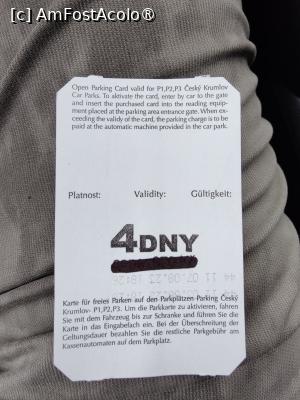 [c] AmFostAcolo®
Open Parking Card valid for P1,P2,P3 Český Krumlov
Car Parks. To activate the card, enter by car to the gate
and insert the purchased card into the reading equip-
ment placed at the parking area entrance gate. When ex-
ceeding the validy of the card, the parking charge is to be
paid at the automatic machine provided in the car park.
Platnost: Validity: Gültigkeit:
4DNY
Karte für freies Parken auf den Parkplätzen Parking Český
Krumlov- P1,P2,P3. Um die Parkkarte zu aktivieren, fahren
Sie mit dem Fahrzeug bis zur Schranke und führen Sie die
Karte in das Eingabefach ein. Bei der Überschreitung der
Geltungsdauer bezahlen Sie die restliche Parkgebühr am
Kassenautomaten auf dem Parkplatz.